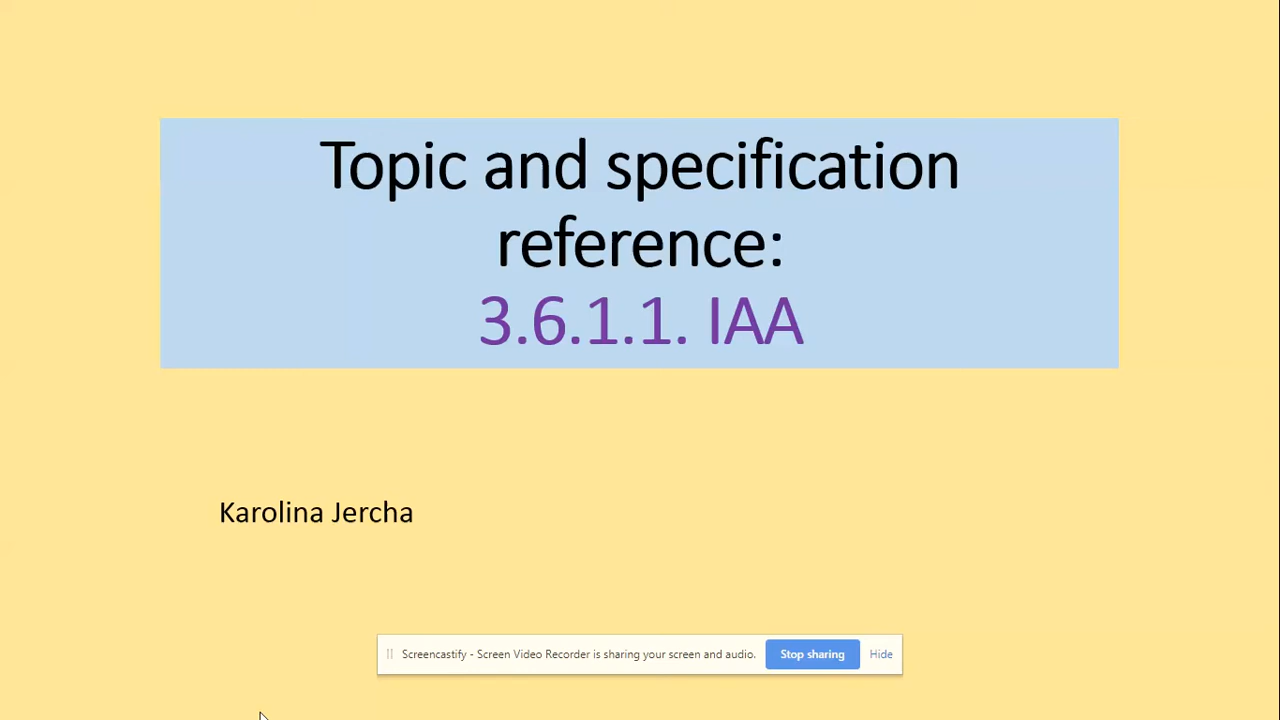 Topic and specification
reference:
3.6.1.1. IAA
Karolina Jercha
Screencastify - Screen Video Recorder is sharing your screen and audio. Stop sharing Hide